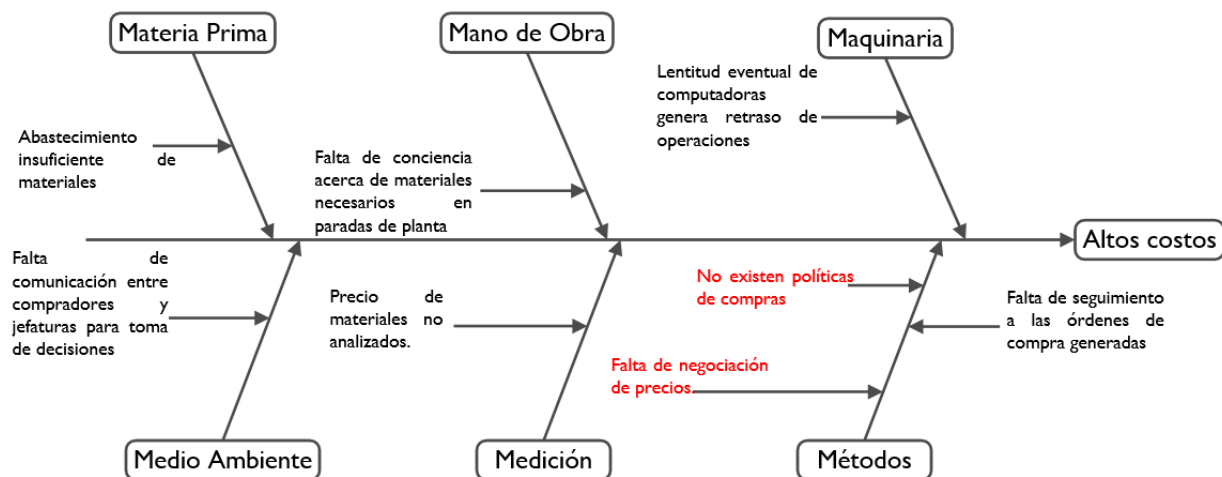 Materia Prima
Mano de Obra
Maquinaria
Lentitud eventual de
computadoras
genera retraso de
operaciones
Abastecimiento
insuficiente de
materiales
Falta de conciencia
acerca de materiales
necesarios en
paradas de planta
Altos costos
Falta de
comunicación entre
compradores y
jefaturas para toma
de decisiones
Precio de
materiales no
analizados.
No existen políticas
de compras
Falta de seguimiento
a las órdenes de
compra generadas
Falta de negociación
de precios
Medio Ambiente
Medición
Métodos